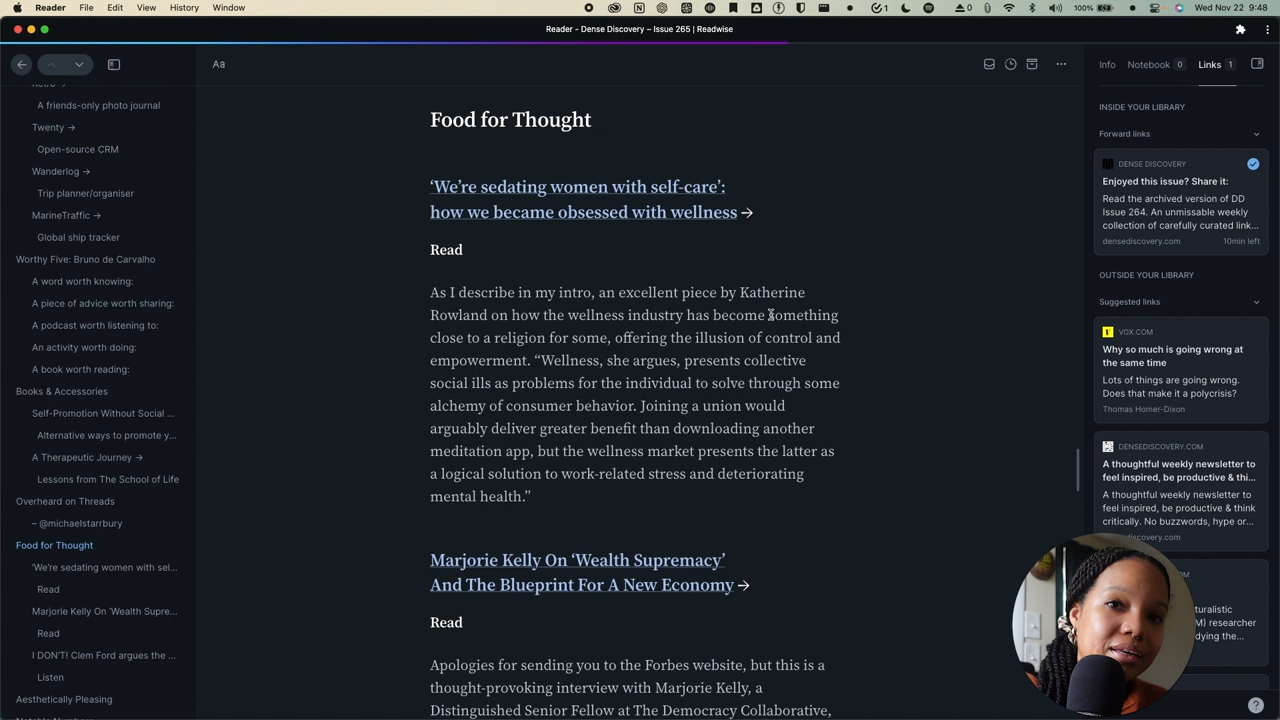 Reader File Edit View History Window
1 0 100% Wed Nov 22 9:48
Reader - Dense Discovery – Issue 265 | Readwise
Aa
A friends-only photo journal
Twenty →
Open-source CRM
Wanderlog →
Trip planner/organiser
MarineTraffic →
Global ship tracker
Worthy Five: Bruno de Carvalho
A word worth knowing:
A piece of advice worth sharing:
A podcast worth listening to:
An activity worth doing:
A book worth reading:
Books & Accessories
Self-Promotion Without Social ...
Alternative ways to promote y...
A Therapeutic Journey →
Lessons from The School of Life
Overheard on Threads
– @michaelstarrbury
Food for Thought
‘We’re sedating women with sel...
Read
Marjorie Kelly On ‘Wealth Supre...
Read
I DON’T! Clem Ford argues the ...
Listen
Aesthetically Pleasing
Food for Thought
‘We’re sedating women with self-care’:
how we became obsessed with wellness →
Read
As I describe in my intro, an excellent piece by Katherine
Rowland on how the wellness industry has become something
close to a religion for some, offering the illusion of control and
empowerment. “Wellness, she argues, presents collective
social ills as problems for the individual to solve through some
alchemy of consumer behavior. Joining a union would
arguably deliver greater benefit than downloading another
meditation app, but the wellness market presents the latter as
a logical solution to work-related stress and deteriorating
mental health.”
Marjorie Kelly On ‘Wealth Supremacy’
And The Blueprint For A New Economy →
Read
Apologies for sending you to the Forbes website, but this is a
thought-provoking interview with Marjorie Kelly, a
Distinguished Senior Fellow at The Democracy Collaborative,
Info Notebook 0 Links 1
INSIDE YOUR LIBRARY
Forward links
DENSE DISCOVERY
Enjoyed this issue? Share it:
Read the archived version of DD
Issue 264. An unmissable weekly
collection of carefully curated link...
densediscovery.com 10min left
OUTSIDE YOUR LIBRARY
Suggested links
VOX.COM
Why so much is going wrong at
the same time
Lots of things are going wrong.
Does that make it a polycrisis?
Thomas Homer-Dixon
DENSEDISCOVERY.COM
A thoughtful weekly newsletter to
feel inspired, be productive & thi...
A thoughtful weekly newsletter to
feel inspired, be productive & think
critically. No buzzwords, hype or...
discovery.com
?